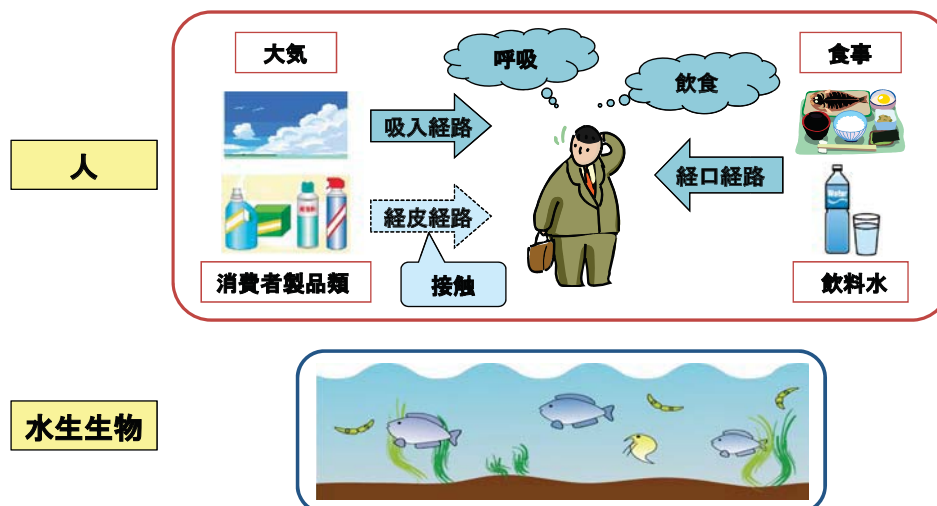 大気
呼吸
食事
飲食
人
吸入経路
経口経路
Water
経皮経路
消費者製品類
接触
飲料水
水生生物